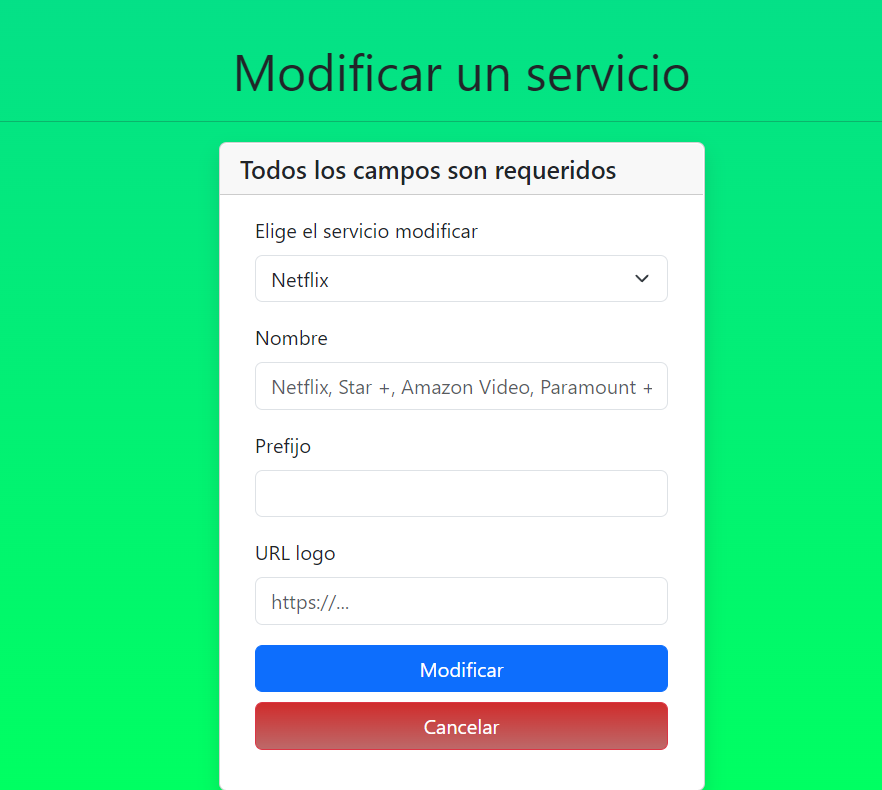 Modificar un servicio
Todos los campos son requeridos
Elige el servicio modificar
Netflix
Nombre
Netflix, Star +, Amazon Video, Paramount +
Prefijo
URL logo
https://...
Modificar
Cancelar